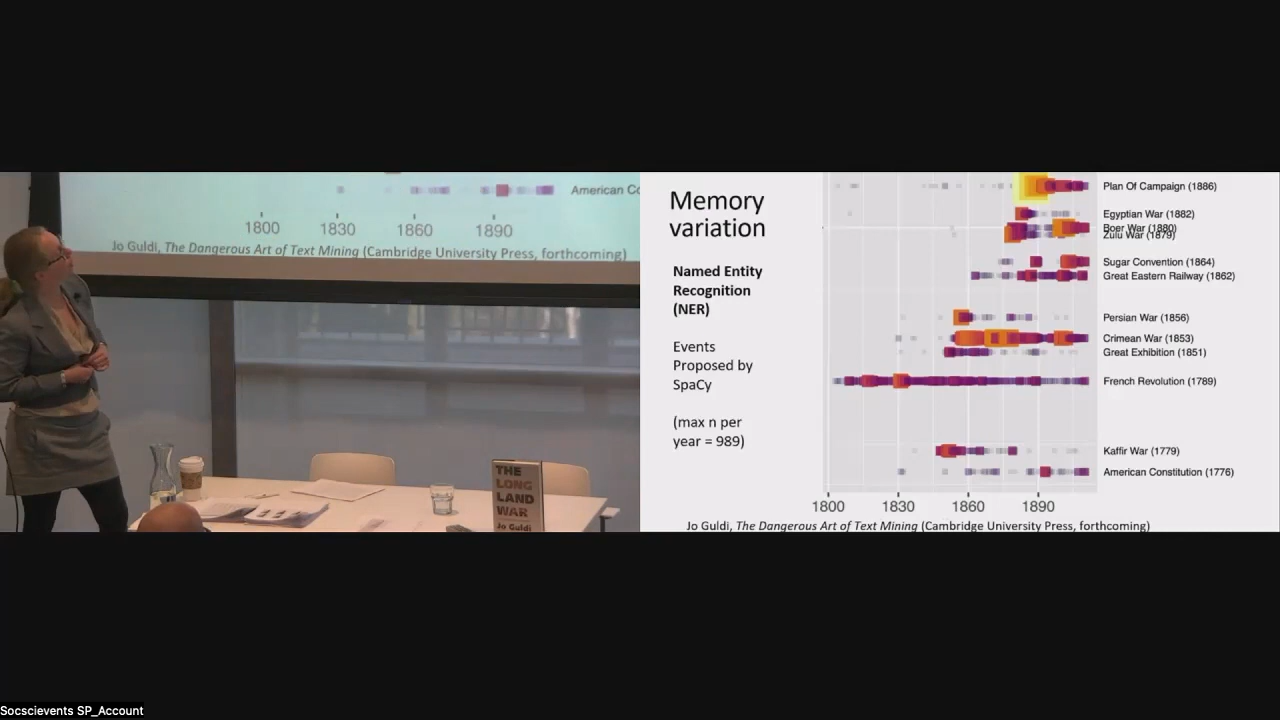 American Co
1800 1830 1860 1890
Jo Guldi, The Dangerous Art of Text Mining (Cambridge University Press, forthcoming)
THE
LONG
LAND
WAR
Jo Guldi
Memory
variation
Named Entity
Recognition
(NER)
Events
Proposed by
SpaCy
(max n per
year = 989)
Plan Of Campaign (1886)
Egyptian War (1882)
Boer War (1880)
Zulu War (1879)
Sugar Convention (1864)
Great Eastern Railway (1862)
Persian War (1856)
Crimean War (1853)
Great Exhibition (1851)
French Revolution (1789)
Kaffir War (1779)
American Constitution (1776)
1800 1830 1860 1890
Jo Guldi, The Dangerous Art of Text Mining (Cambridge University Press, forthcoming)
Socscievents SP_Account